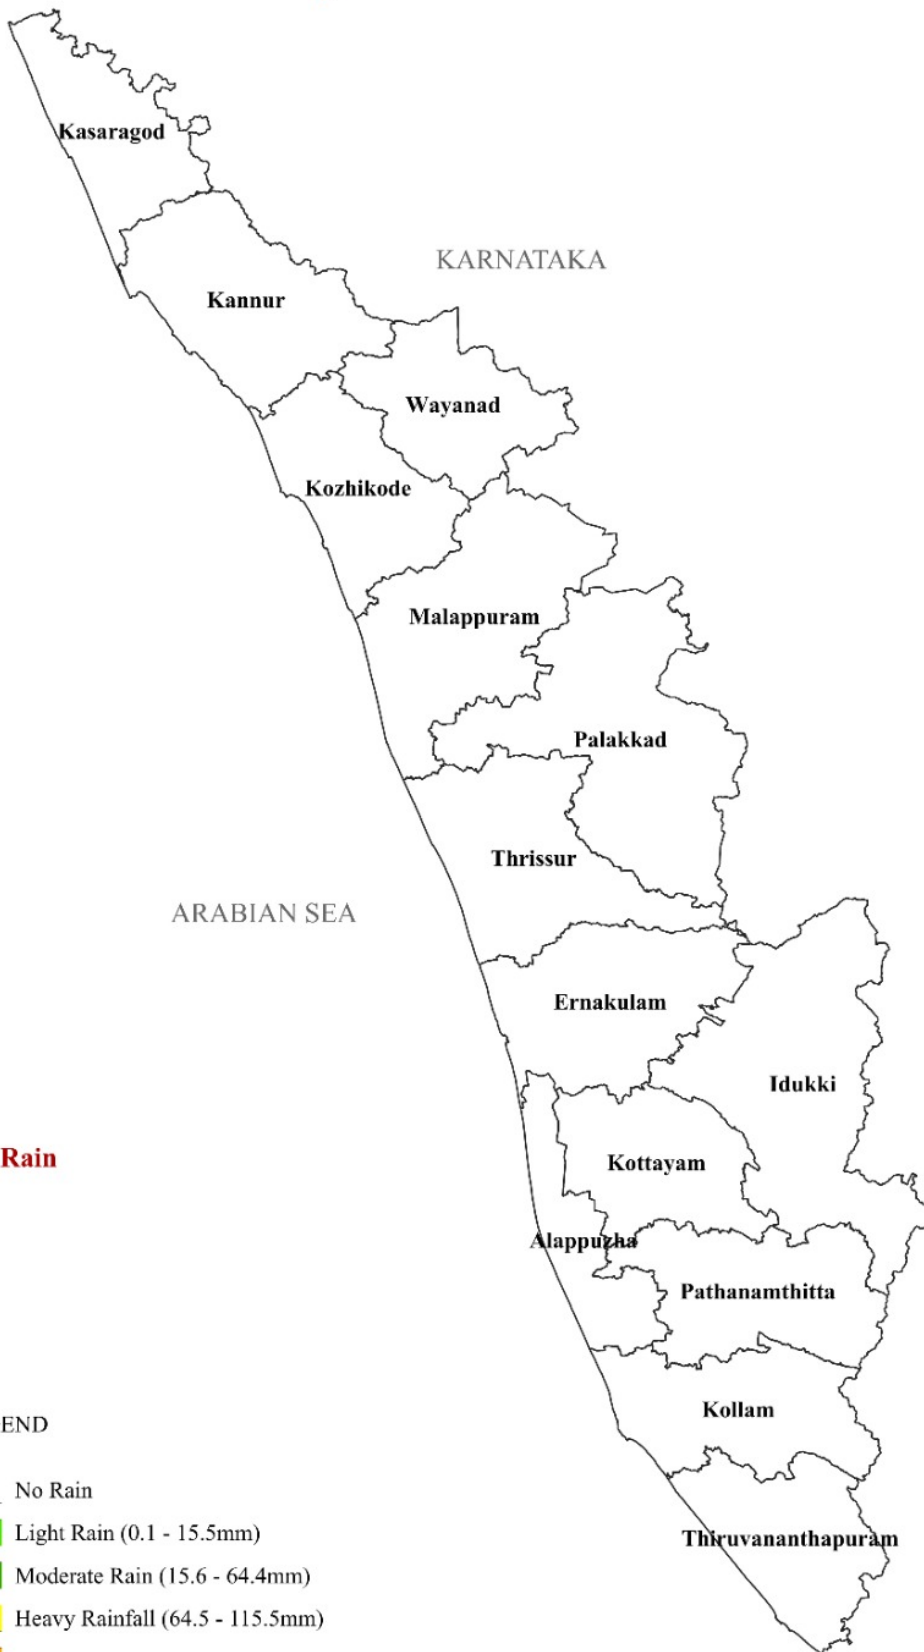 Kasaragod
KARNATAKA
Kannur
Wayanad
Kozhikode
Malappuram
Palakkad
Thrissur
ARABIAN SEA
Ernakulam
Idukki
Rain
Kottayam
Alappuzha
Pathanamthitta
Kollam
END
No Rain
Light Rain (0.1 - 15.5mm)
Thiruvananthapuram
Moderate Rain (15.6 - 64.4mm)
Heavy Rainfall (64.5 - 115.5mm)